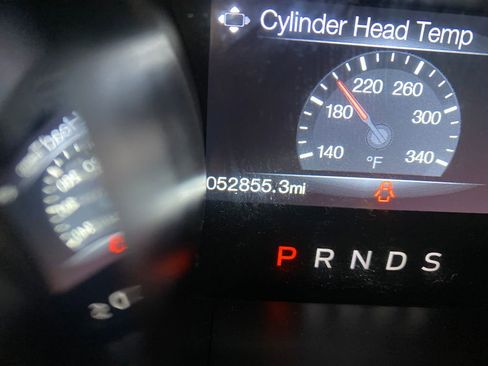 Cylinder Head Temp
220 260
180 300
140 °F 340
052855.3mi
P R N D S